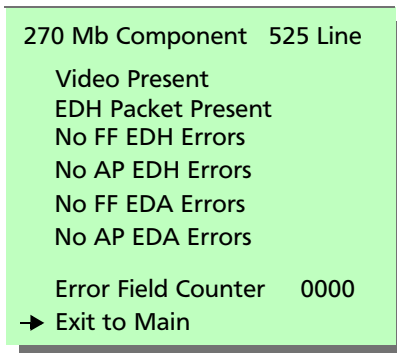 270 Mb Component 525 Line
Video Present
EDH Packet Present
No FF EDH Errors
No AP EDH Errors
No FF EDA Errors
No AP EDA Errors
Error Field Counter 0000
Exit to Main